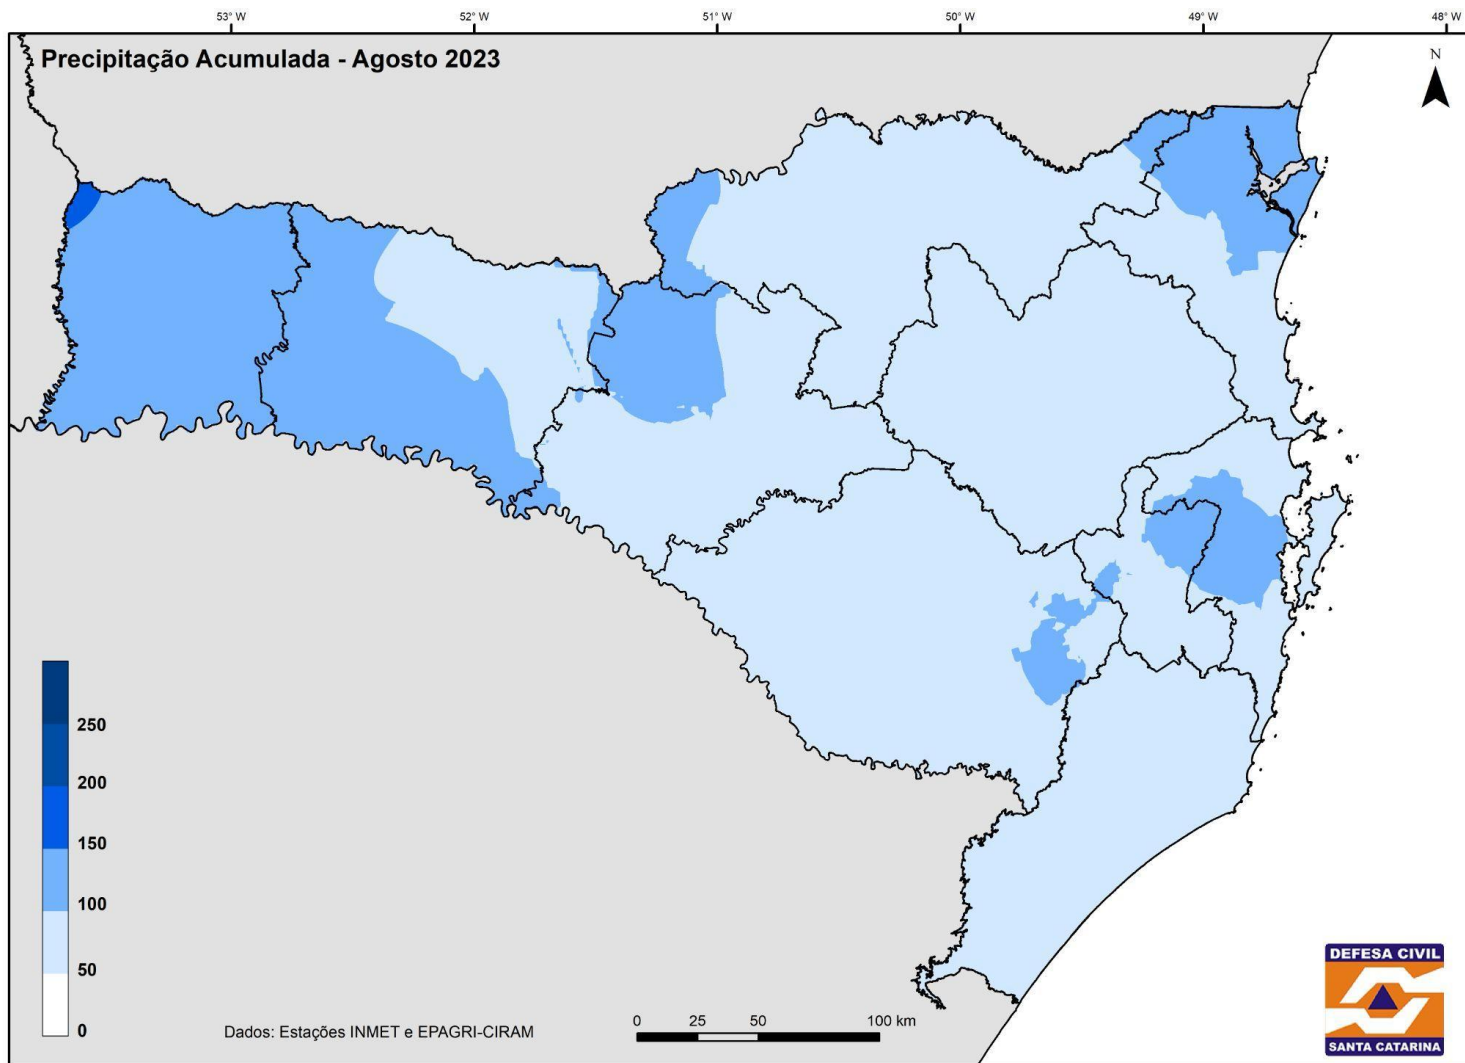 53° W 52° W 51° W 50° W 49° W 48° W
Precipitação Acumulada - Agosto 2023
N
250
200
150
100
50
0
Dados: Estações INMET e EPAGRI-CIRAM
0 25 50 100 km
DEFESA CIVIL
SANTA CATARINA